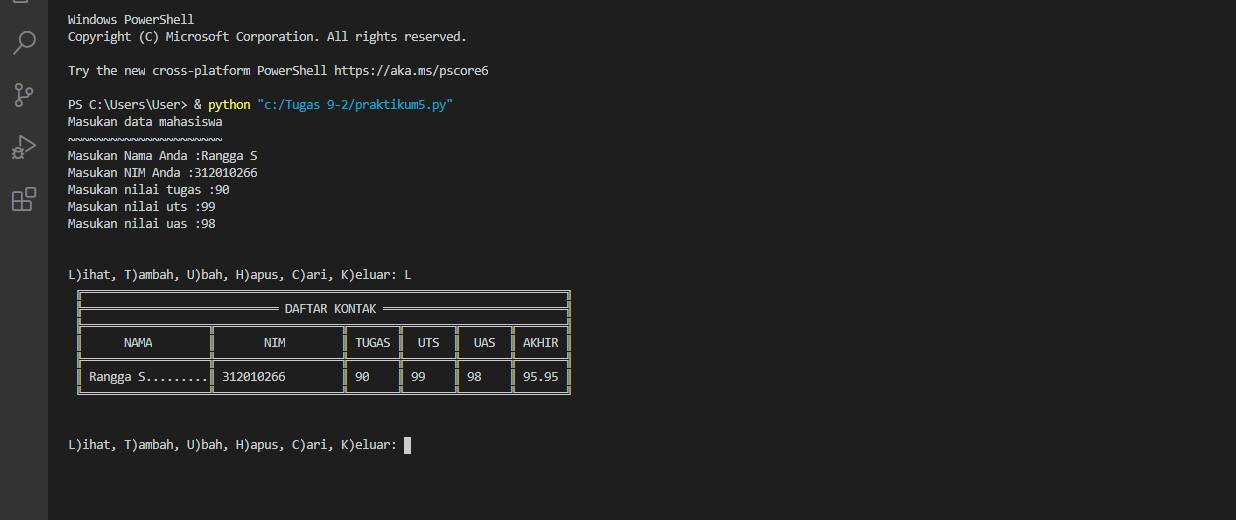 Windows PowerShell
Copyright (C) Microsoft Corporation. All rights reserved.
Try the new cross-platform PowerShell https://aka.ms/pscore6
PS C:\Users\User> & python "c:/Tugas 9-2/praktikum5.py"
Masukan data mahasiswa
~~~~~~~~~~~~~~~~~~~~~~
Masukan Nama Anda :Rangga S
Masukan NIM Anda :312010266
Masukan nilai tugas :90
Masukan nilai uts :99
Masukan nilai uas :98
L)ihat, T)ambah, U)bah, H)apus, C)ari, K)eluar: L
DAFTAR KONTAK
NAMA NIM TUGAS UTS UAS AKHIR
Rangga S......... 312010266 90 99 98 95.95
L)ihat, T)ambah, U)bah, H)apus, C)ari, K)eluar: